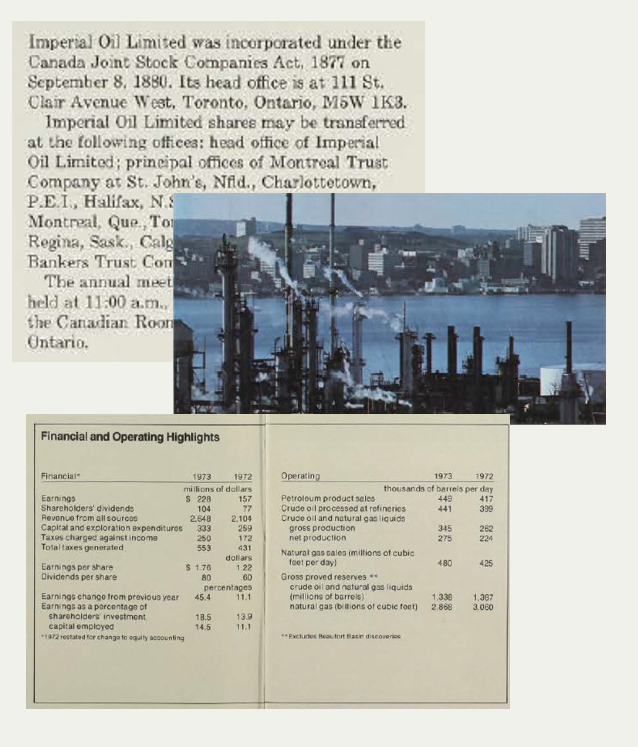 Imperial Oil Limited was incorporated under the
Canada Joint Stock Companies Act, 1877 on
September 8, 1880. Its head office is at 111 St.
Clair Avenue West, Toronto, Ontario, M5W 1K3.
Imperial Oil Limited shares may be transferred
at the following offices: head office of Imperial
Oil Limited; principal offices of Montreal Trust
Company at St. John's, Nfld., Charlottetown,
P.E.I., Halifax, N.S
Montreal, Que., Tor
Regina, Sask., Calg
Bankers Trust Com
The annual meet
held at 11:00 a.m.,
the Canadian Room
Ontario.
Financial and Operating Highlights
Financial* 1973 1972
millions of dollars
Earnings $ 228 157
Shareholders' dividends 104 77
Revenue from all sources 2,648 2,104
Capital and exploration expenditures 333 259
Taxes charged against income 250 172
Total taxes generated 553 431
dollars
Earnings per share $ 1.76 1.22
Dividends per share 80 60
percentages
Earnings change from previous year 45.4 11.1
Earnings as a percentage of
shareholders' investment 18.5 13.9
capital employed 14.5 11.1
*1972 restated for change to equity accounting
Operating 1973 1972
thousands of barrels per day
Petroleum product sales 449 417
Crude oil processed at refineries 441 399
Crude oil and natural gas liquids
gross production 345 262
net production 275 224
Natural gas sales (millions of cubic
feet per day) 480 425
Gross proved reserves **
crude oil and natural gas liquids
(millions of barrels) 1,338 1,387
natural gas (billions of cubic feet) 2,868 3,060
**Excludes Beaufort Basin discoveries